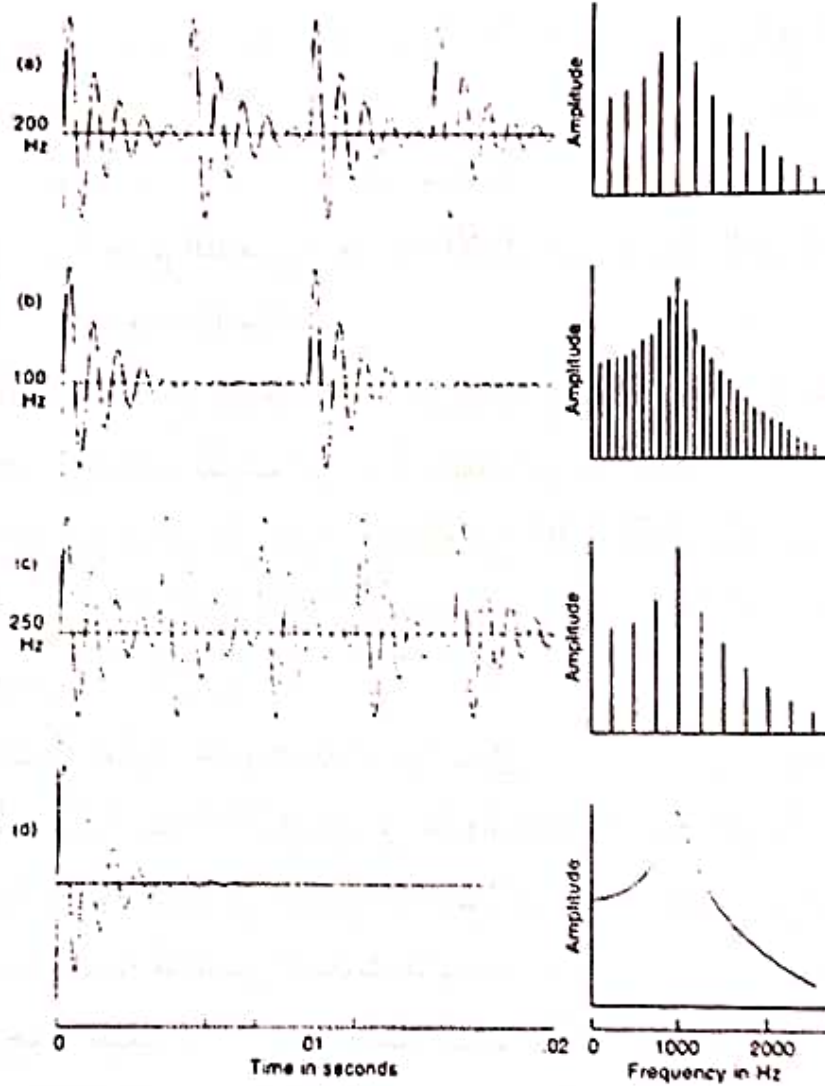 (a)
200
Hz
Amplitude
(b)
100
Hz
Amplitude
(c)
250
Hz
Amplitude
(d)
Amplitude
0 .01 .02
Time in seconds
0 1000 2000
Frequency in Hz